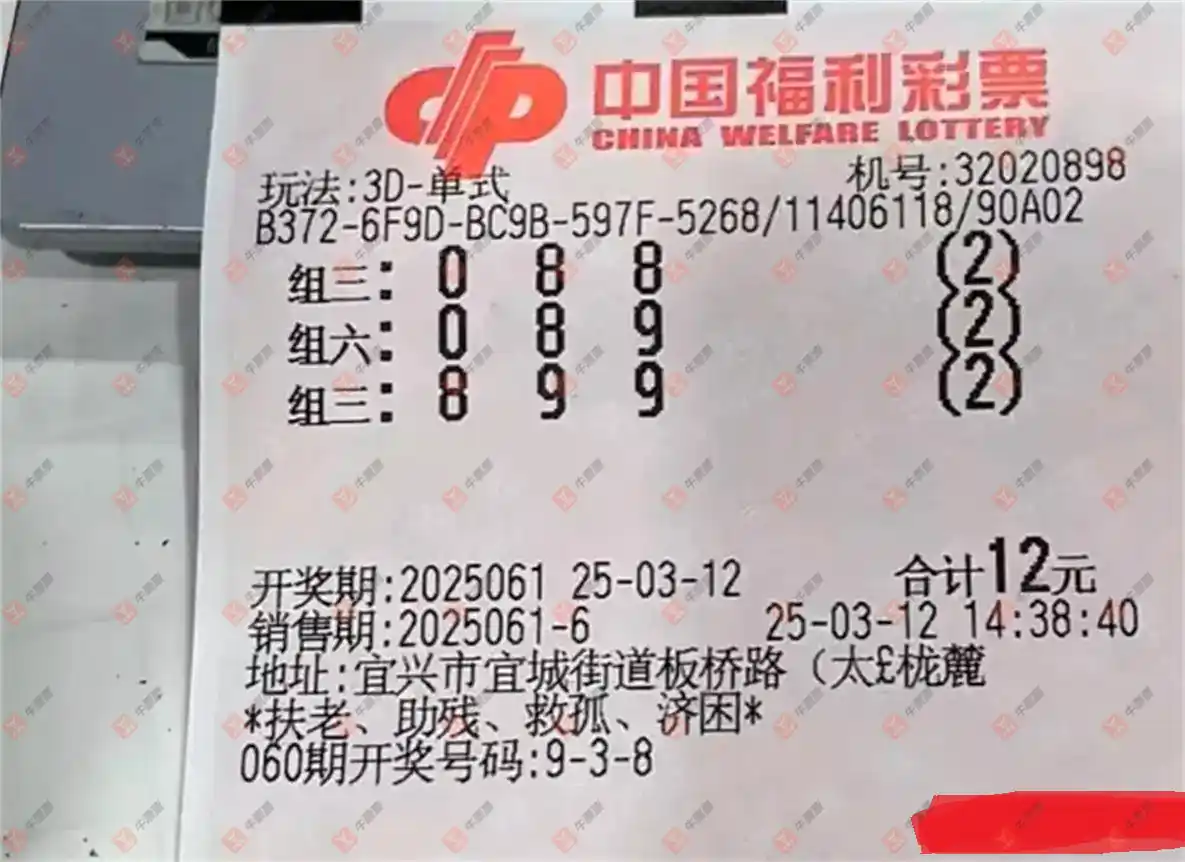 中国福利彩票
CHINA WELFARE LOTTERY
玩法:3D-单式 机号:32020898
B372-6F9D-BC9B-597F-5268/11406118/90A02
组三: 0 8 8 (2)
组六: 0 8 9 (2)
组三: 8 9 9 (2)
开奖期:2025061 25-03-12 合计12元
销售期:2025061-6 25-03-12 14:38:40
地址:宜兴市宜城街道板桥路（太£栊麓
*扶老、助残、救孤、济困*
060期开奖号码:9-3-8